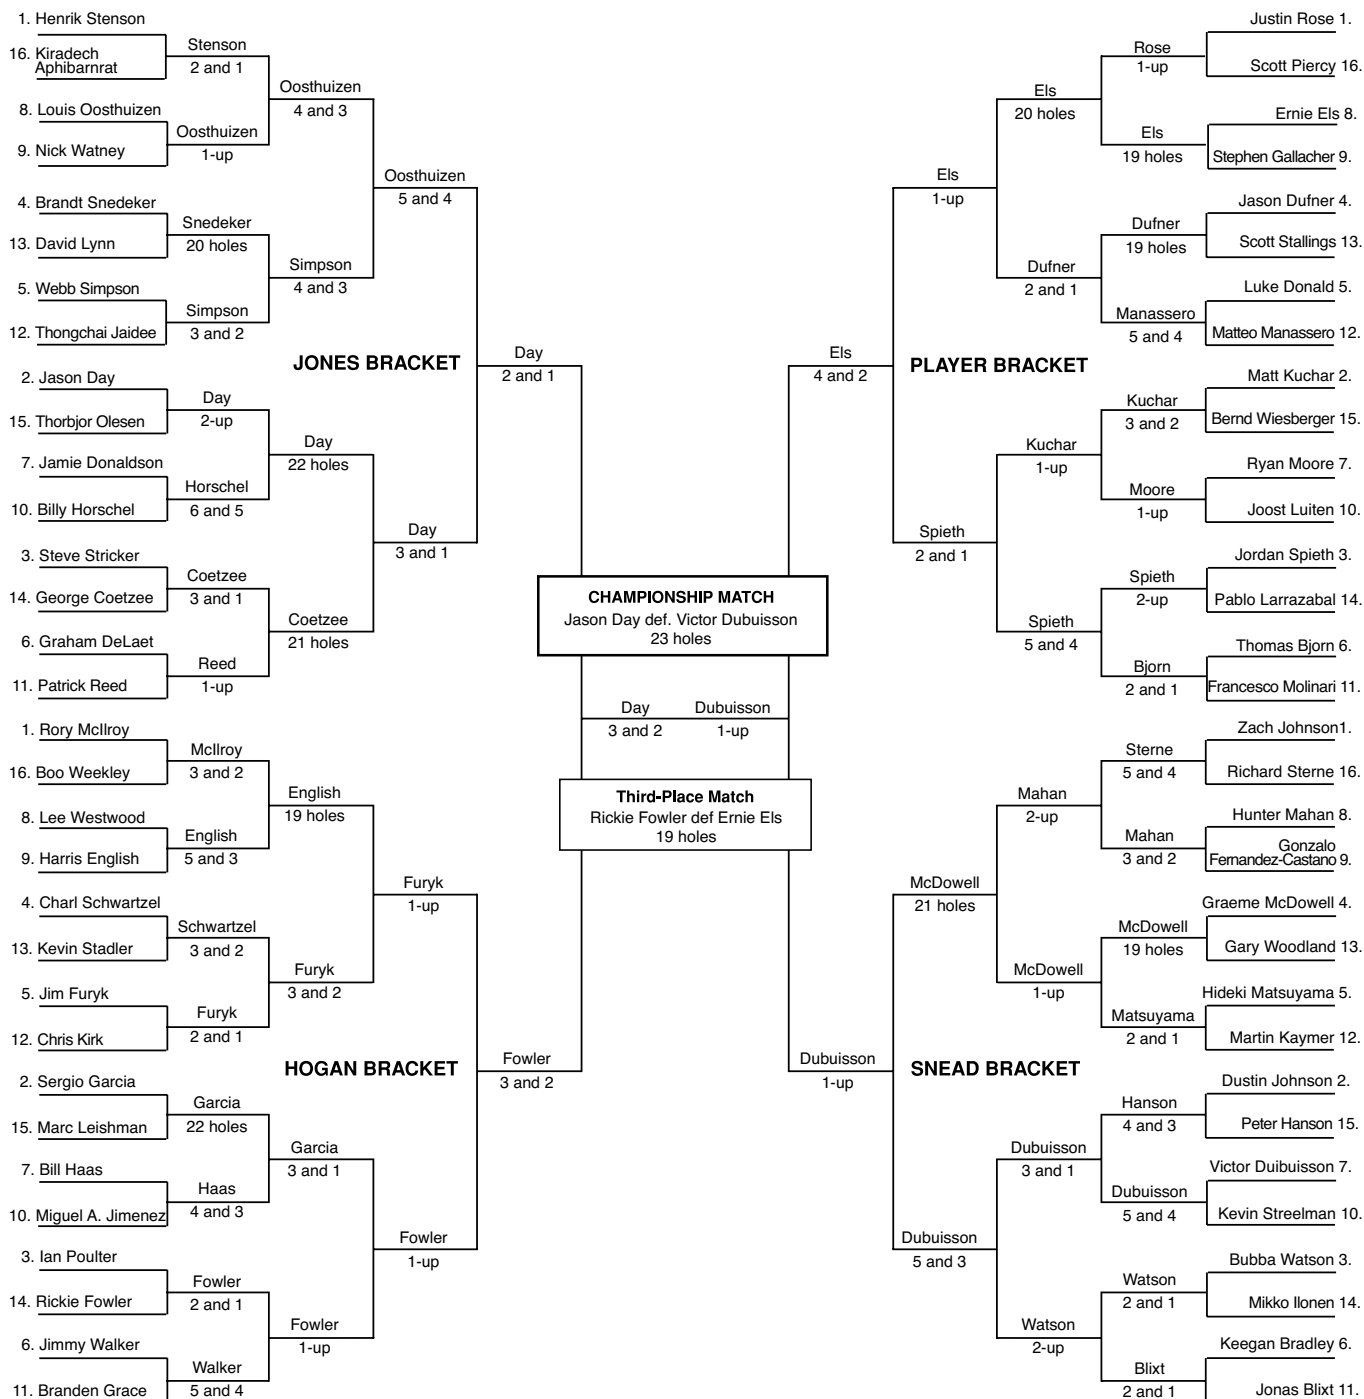 1. Henrik Stenson
16. Kiradech
Aphibarnrat
Stenson
2 and 1
8. Louis Oosthuizen
9. Nick Watney
Oosthuizen
1-up
Oosthuizen
4 and 3
4. Brandt Snedeker
13. David Lynn
Snedeker
20 holes
5. Webb Simpson
12. Thongchai Jaidee
Simpson
3 and 2
Simpson
4 and 3
Oosthuizen
5 and 4
JONES BRACKET
Day
2 and 1
2. Jason Day
15. Thorbjor Olesen
Day
2-up
7. Jamie Donaldson
10. Billy Horschel
Horschel
6 and 5
Day
22 holes
3. Steve Stricker
14. George Coetzee
Coetzee
3 and 1
6. Graham DeLaet
11. Patrick Reed
Reed
1-up
Coetzee
21 holes
Day
3 and 1
1. Rory McIlroy
16. Boo Weekley
McIlroy
3 and 2
8. Lee Westwood
9. Harris English
English
5 and 3
English
19 holes
4. Charl Schwartzel
13. Kevin Stadler
Schwartzel
3 and 2
5. Jim Furyk
12. Chris Kirk
Furyk
2 and 1
Furyk
3 and 2
Furyk
1-up
HOGAN BRACKET
Fowler
3 and 2
2. Sergio Garcia
15. Marc Leishman
Garcia
22 holes
7. Bill Haas
10. Miguel A. Jimenez
Haas
4 and 3
Garcia
3 and 1
3. Ian Poulter
14. Rickie Fowler
Fowler
2 and 1
6. Jimmy Walker
11. Branden Grace
Walker
5 and 4
Fowler
1-up
Fowler
1-up
CHAMPIONSHIP MATCH
Jason Day def. Victor Dubuisson
23 holes
Day
3 and 2
Dubuisson
1-up
Third-Place Match
Rickie Fowler def Ernie Els
19 holes
Justin Rose 1.
Scott Piercy 16.
Rose
1-up
Ernie Els 8.
Stephen Gallacher 9.
Els
19 holes
Els
20 holes
Jason Dufner 4.
Scott Stallings 13.
Dufner
19 holes
Luke Donald 5.
Matteo Manassero 12.
Manassero
5 and 4
Dufner
2 and 1
Els
1-up
Els
4 and 2
PLAYER BRACKET
Matt Kuchar 2.
Bernd Wiesberger 15.
Kuchar
3 and 2
Ryan Moore 7.
Joost Luiten 10.
Moore
1-up
Kuchar
1-up
Jordan Spieth 3.
Pablo Larrazabal 14.
Spieth
2-up
Thomas Bjorn 6.
Francesco Molinari 11.
Bjorn
2 and 1
Spieth
5 and 4
Spieth
2 and 1
Zach Johnson1.
Richard Sterne 16.
Sterne
5 and 4
Hunter Mahan 8.
Gonzalo
Fernandez-Castano 9.
Mahan
3 and 2
Mahan
2-up
Graeme McDowell 4.
Gary Woodland 13.
McDowell
19 holes
Hideki Matsuyama 5.
Martin Kaymer 12.
Matsuyama
2 and 1
McDowell
1-up
McDowell
21 holes
Dubuisson
1-up
SNEAD BRACKET
Dustin Johnson 2.
Peter Hanson 15.
Hanson
4 and 3
Victor Duibuisson 7.
Kevin Streelman 10.
Dubuisson
5 and 4
Dubuisson
3 and 1
Bubba Watson 3.
Mikko Ilonen 14.
Watson
2 and 1
Keegan Bradley 6.
Jonas Blixt 11.
Blixt
2 and 1
Watson
2-up
Dubuisson
5 and 3